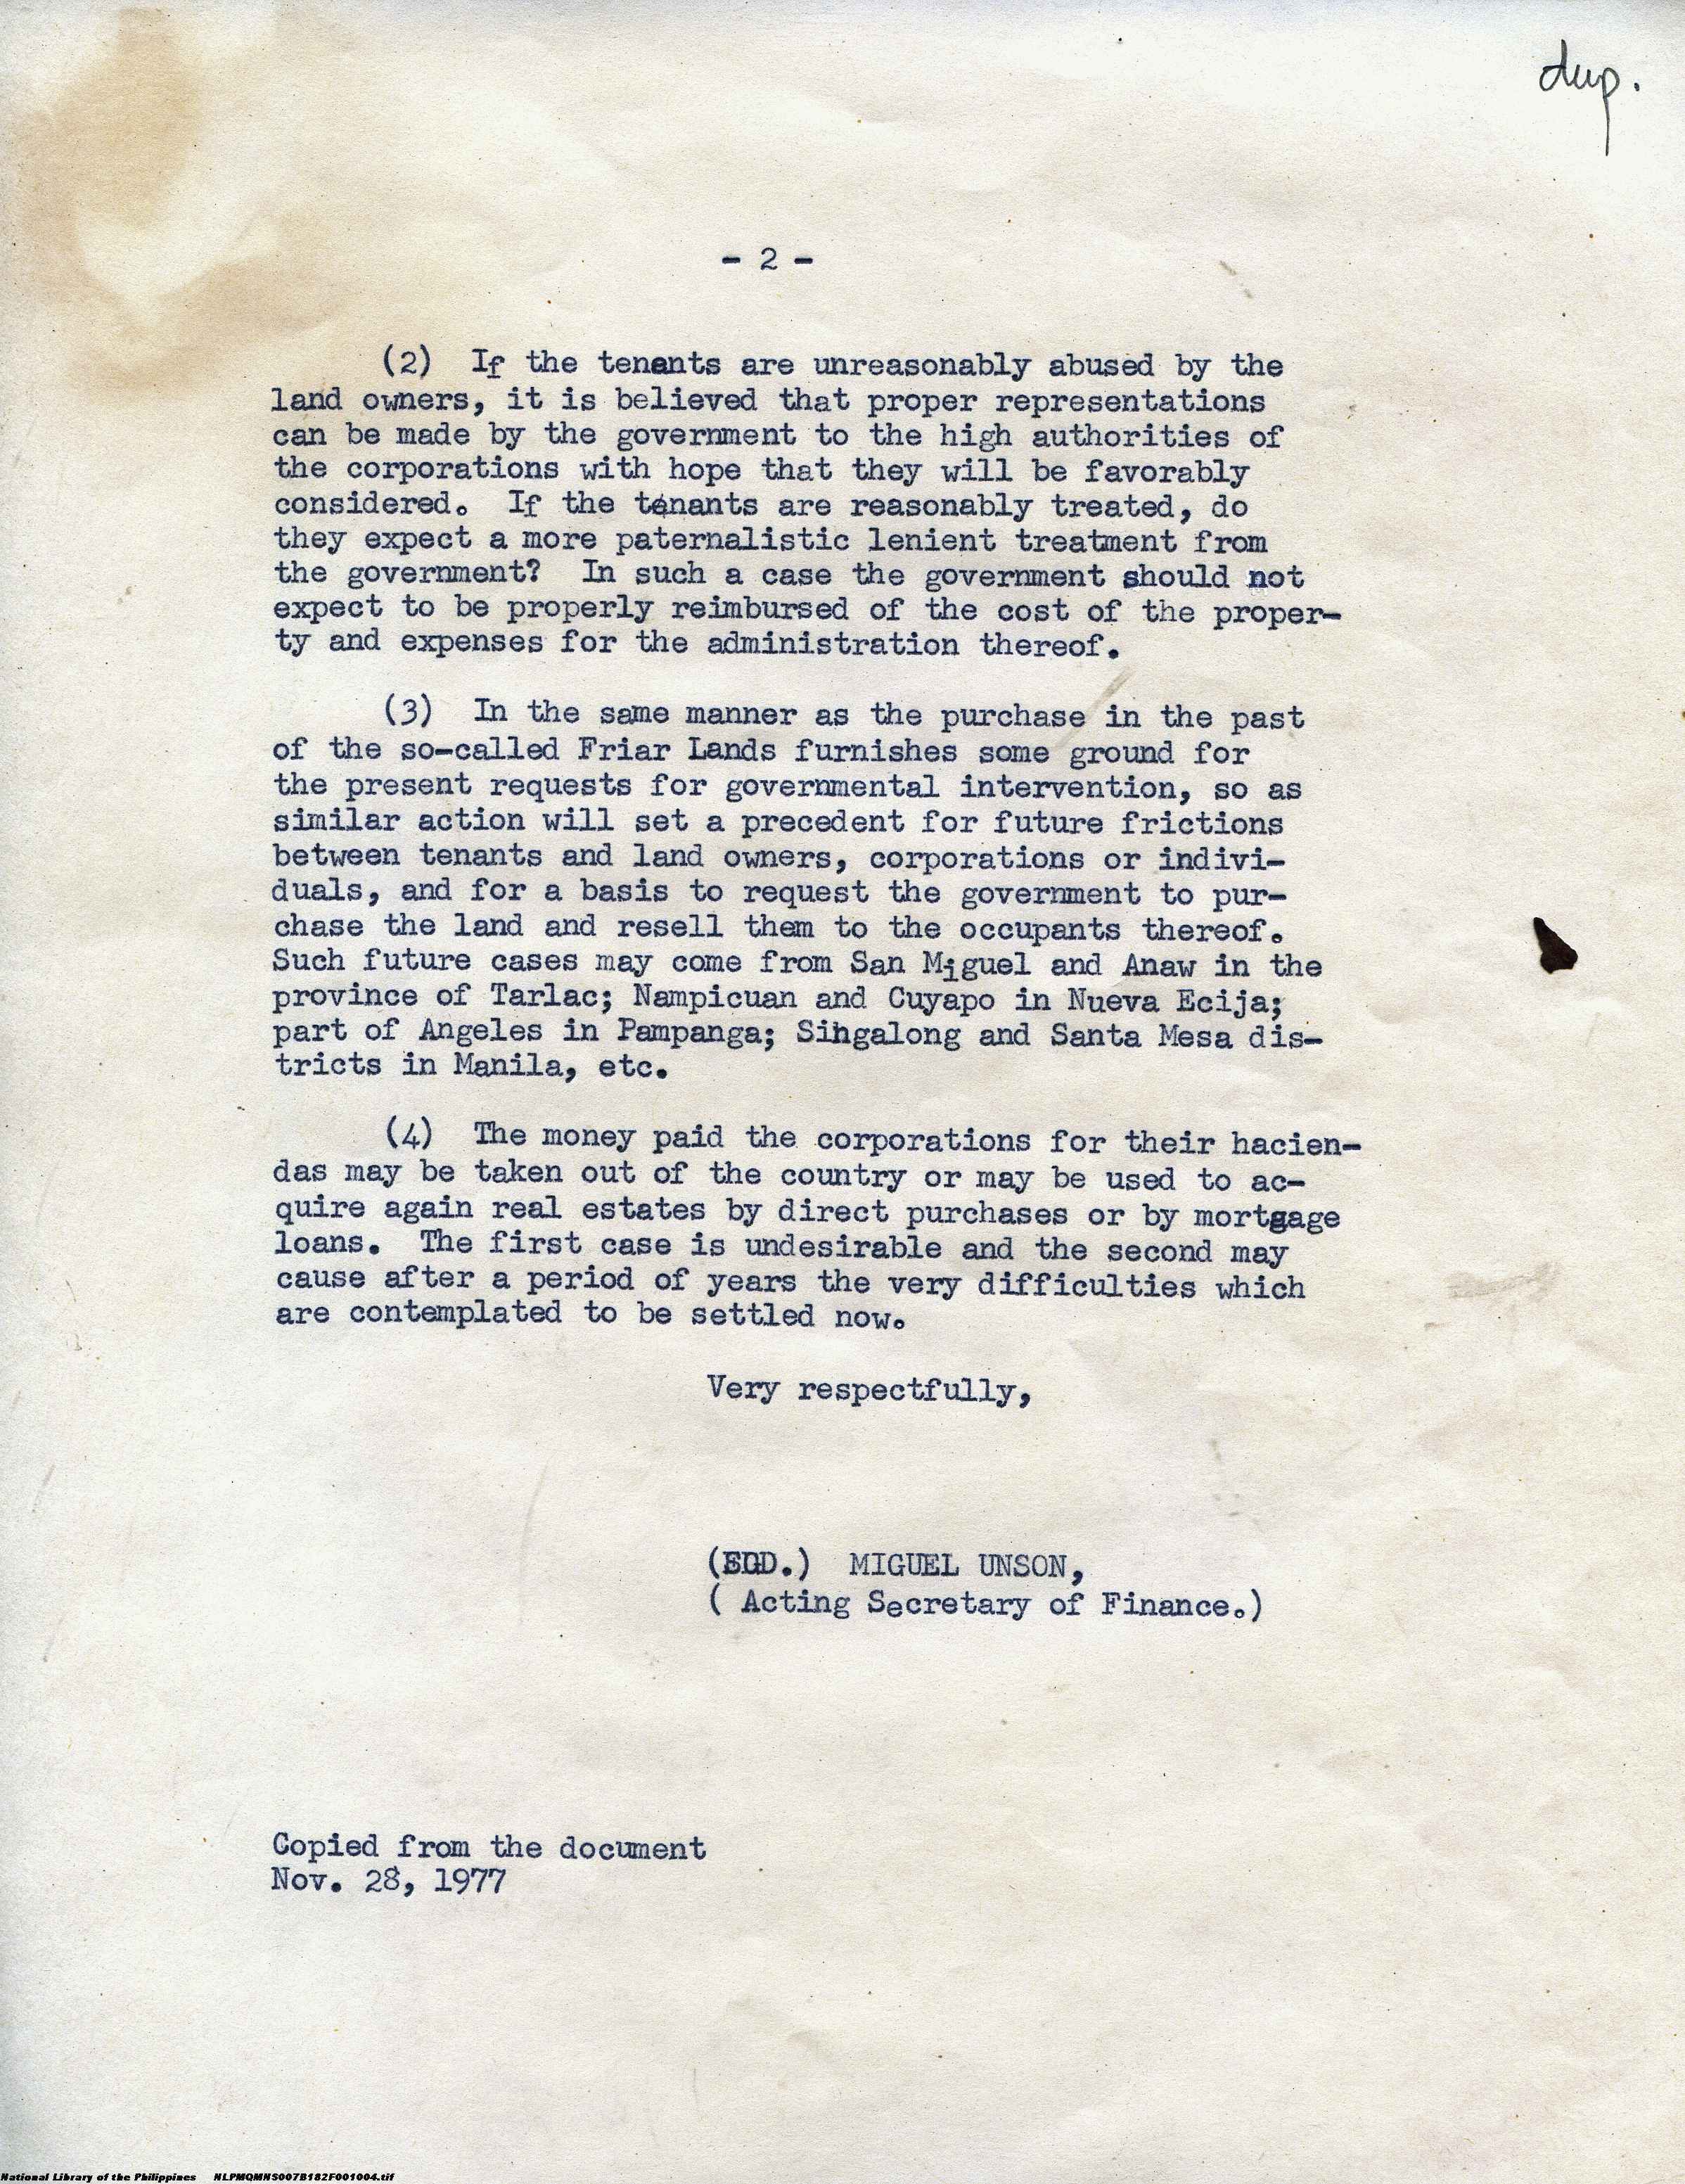 dup.
- 2 -
(2) If the tenants are unreasonably abused by the
land owners, it is believed that proper representations
can be made by the government to the high authorities of
the corporations with hope that they will be favorably
considered. If the tenants are reasonably treated, do
they expect a more paternalistic lenient treatment from
the government? In such a case the government should not
expect to be properly reimbursed of the cost of the proper-
ty and expenses for the administration thereof.
(3) In the same manner as the purchase in the past
of the so-called Friar Lands furnishes some ground for
the present requests for governmental intervention, so as
similar action will set a precedent for future frictions
between tenants and land owners, corporations or indivi-
duals, and for a basis to request the government to pur-
chase the land and resell them to the occupants thereof.
Such future cases may come from San Miguel and Anaw in the
province of Tarlac; Nampicuan and Cuyapo in Nueva Ecija;
part of Angeles in Pampanga; Singalong and Santa Mesa dis-
tricts in Manila, etc.
(4) The money paid the corporations for their hacien-
das may be taken out of the country or may be used to ac-
quire again real estates by direct purchases or by mortgage
loans. The first case is undesirable and the second may
cause after a period of years the very difficulties which
are contemplated to be settled now.
Very respectfully,
(SGD.) MIGUEL UNSON,
( Acting Secretary of Finance.)
Copied from the document
Nov. 28, 1977
National Library of the Philippines NLPMQMNS007B182F001004.tif